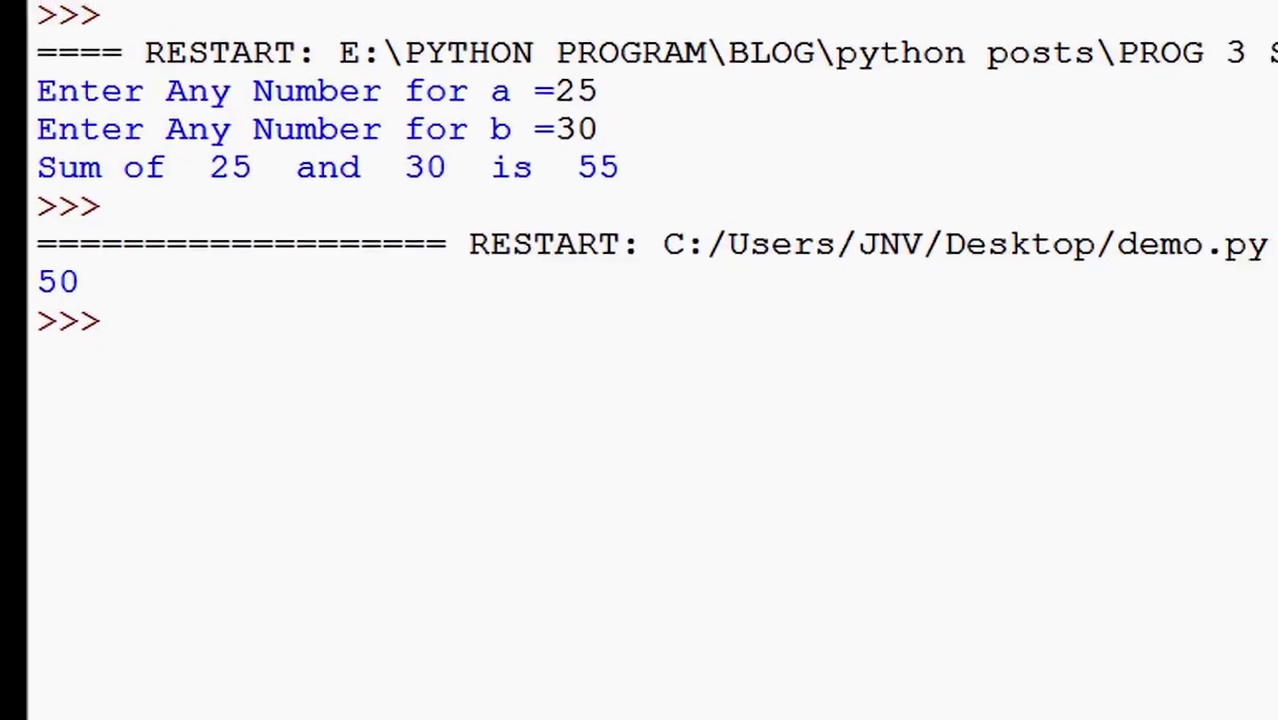 >>>
==== RESTART: E:\PYTHON PROGRAM\BLOG\python posts\PROG 3
Enter Any Number for a =25
Enter Any Number for b =30
Sum of  25  and  30  is  55
>>>
=================== RESTART: C:/Users/JNV/Desktop/demo.py
50
>>>